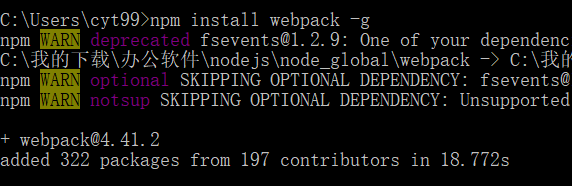 C:\Users\cyt99>npm install webpack -g
npm WARN deprecated fsevents@1.2.9: One of your dependenc
C:\我的下载\办公软件\nodejs\node_global\webpack -> C:\我的
npm WARN optional SKIPPING OPTIONAL DEPENDENCY: fsevents@
npm WARN notsup SKIPPING OPTIONAL DEPENDENCY: Unsupported
+ webpack@4.41.2
added 322 packages from 197 contributors in 18.772s